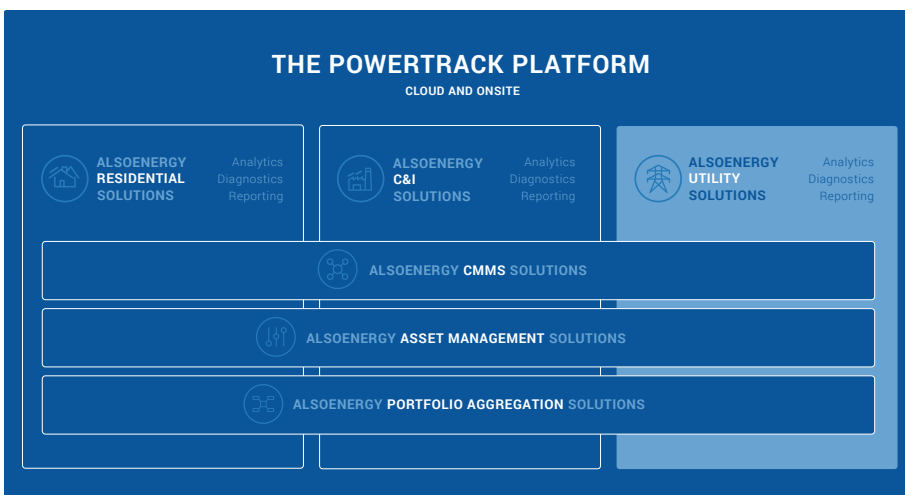 THE POWERTRACK PLATFORM
CLOUD AND ONSITE
ALSOENERGY
RESIDENTIAL
SOLUTIONS
Analytics
Diagnostics
Reporting
ALSOENERGY
C&I
SOLUTIONS
Analytics
Diagnostics
Reporting
ALSOENERGY
UTILITY
SOLUTIONS
Analytics
Diagnostics
Reporting
ALSOENERGY CMMS SOLUTIONS
ALSOENERGY ASSET MANAGEMENT SOLUTIONS
ALSOENERGY PORTFOLIO AGGREGATION SOLUTIONS